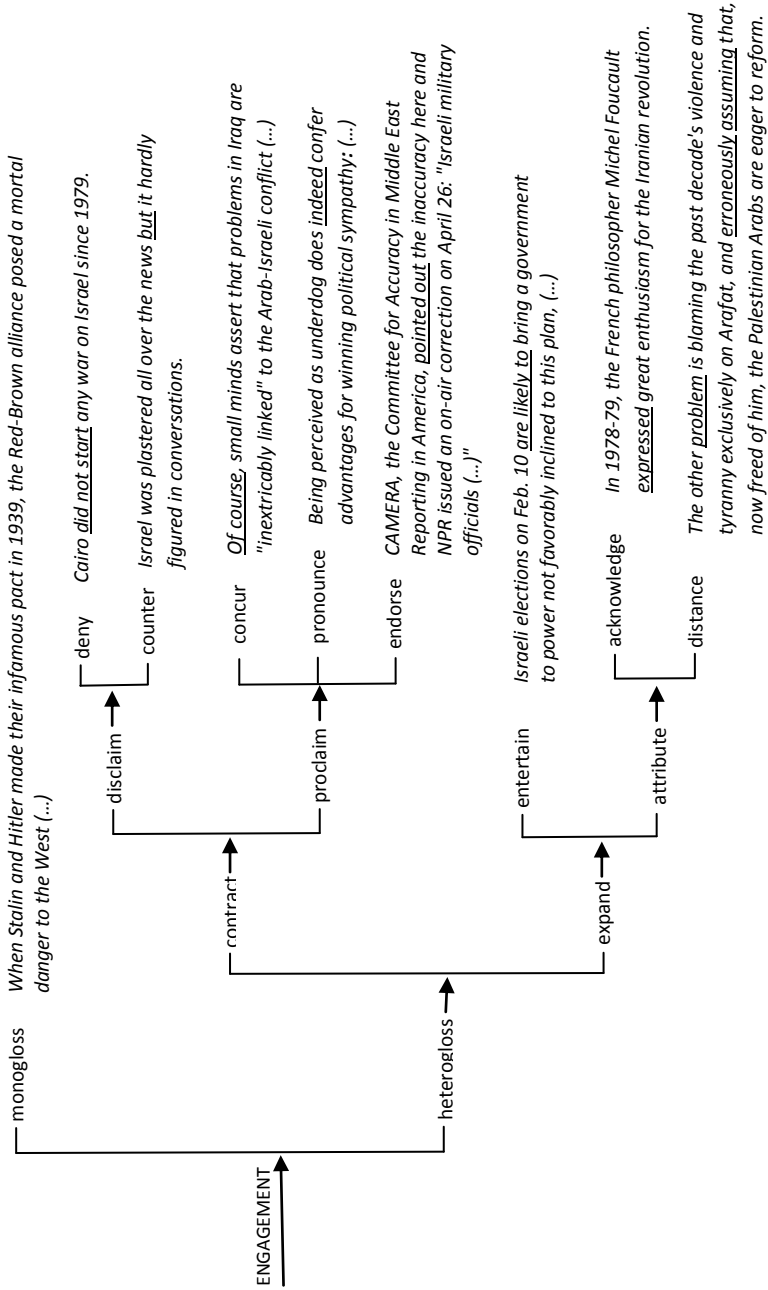 ENGAGEMENT
monogloss
When Stalin and Hitler made their infamous pact in 1939, the Red-Brown alliance posed a mortal
danger to the West (...)
heterogloss
contract
disclaim
deny
Cairo did not start any war on Israel since 1979.
counter
Israel was plastered all over the news but it hardly
figured in conversations.
proclaim
concur
Of course, small minds assert that problems in Iraq are
"inextricably linked" to the Arab-Israeli conflict (...)
pronounce
Being perceived as underdog does indeed confer
advantages for winning political sympathy: (...)
endorse
CAMERA, the Committee for Accuracy in Middle East
Reporting in America, pointed out the inaccuracy here and
NPR issued an on-air correction on April 26: "Israeli military
officials (...)"
expand
entertain
Israeli elections on Feb. 10 are likely to bring a government
to power not favorably inclined to this plan, (...)
attribute
acknowledge
In 1978-79, the French philosopher Michel Foucault
expressed great enthusiasm for the Iranian revolution.
distance
The other problem is blaming the past decade's violence and
tyranny exclusively on Arafat, and erroneously assuming that,
now freed of him, the Palestinian Arabs are eager to reform.